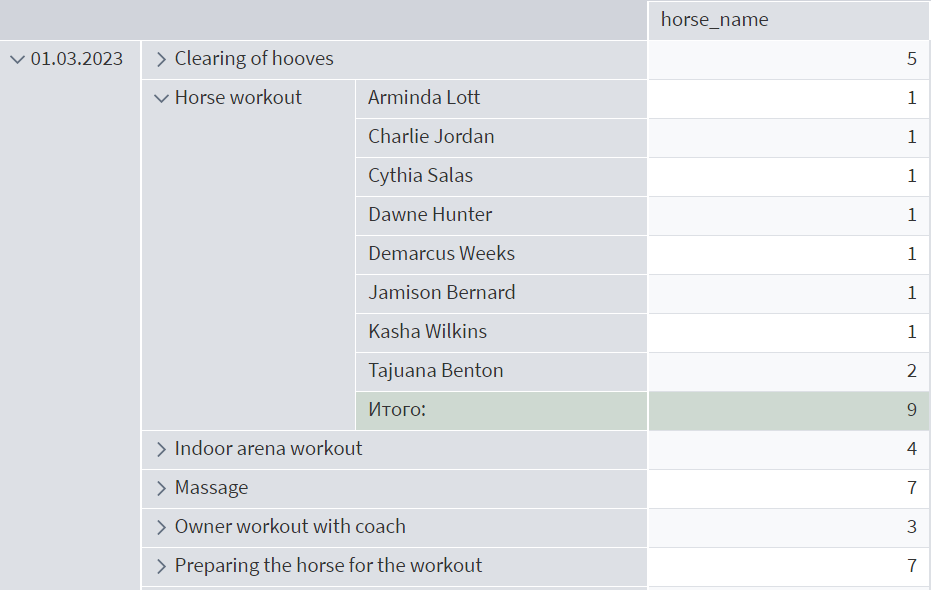 horse_name
01.03.2023 Clearing of hooves 5
Horse workout Arminda Lott 1
Charlie Jordan 1
Cythia Salas 1
Dawne Hunter 1
Demarcus Weeks 1
Jamison Bernard 1
Kasha Wilkins 1
Tajuana Benton 2
Итого: 9
Indoor arena workout 4
Massage 7
Owner workout with coach 3
Preparing the horse for the workout 7